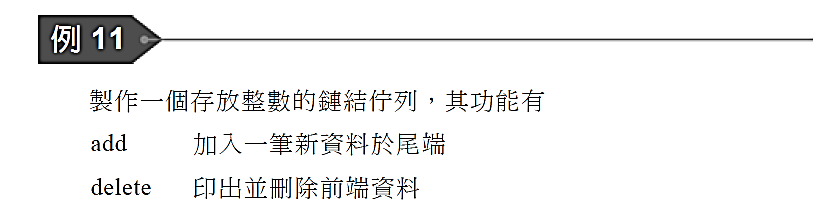 例 11
製作一個存放整數的鏈結佇列，其功能有
add 加入一筆新資料於尾端
delete 印出並刪除前端資料